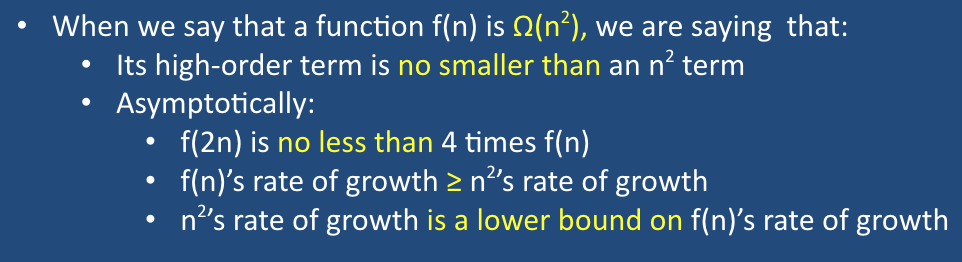 • When we say that a function f(n) is Ω(n²), we are saying that:
• Its high-order term is no smaller than an n² term
• Asymptotically:
• f(2n) is no less than 4 times f(n)
• f(n)'s rate of growth ≥ n²'s rate of growth
• n²'s rate of growth is a lower bound on f(n)'s rate of growth